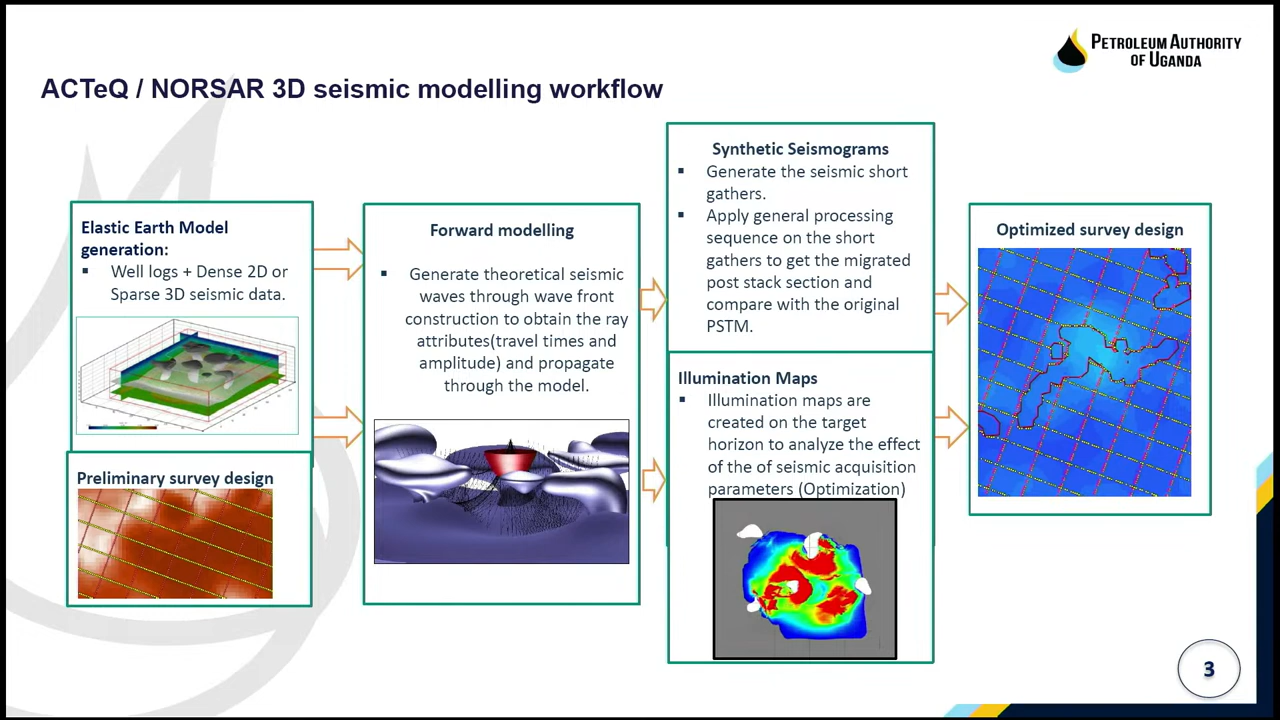 PETROLEUM AUTHORITY
OF UGANDA
ACTeQ / NORSAR 3D seismic modelling workflow
Elastic Earth Model
generation:
▪ Well logs + Dense 2D or
Sparse 3D seismic data.
Preliminary survey design
Forward modelling
▪ Generate theoretical seismic
waves through wave front
construction to obtain the ray
attributes(travel times and
amplitude) and propagate
through the model.
Synthetic Seismograms
▪ Generate the seismic short
gathers.
▪ Apply general processing
sequence on the short
gathers to get the migrated
post stack section and
compare with the original
PSTM.
Illumination Maps
▪ Illumination maps are
created on the target
horizon to analyze the effect
of the of seismic acquisition
parameters (Optimization)
Optimized survey design
3